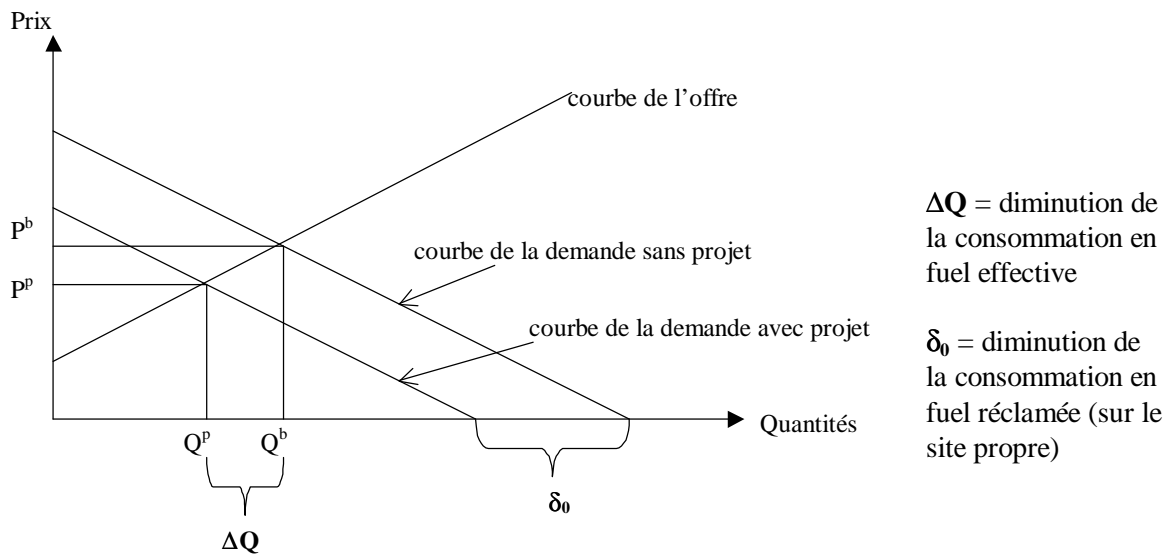 Prix
courbe de l’offre
P^b
courbe de la demande sans projet
P^p
courbe de la demande avec projet
Quantités
Q^p
Q^b
ΔQ
δ₀
ΔQ = diminution de
la consommation en
fuel effective
δ₀ = diminution de
la consommation en
fuel réclamée (sur le
site propre)